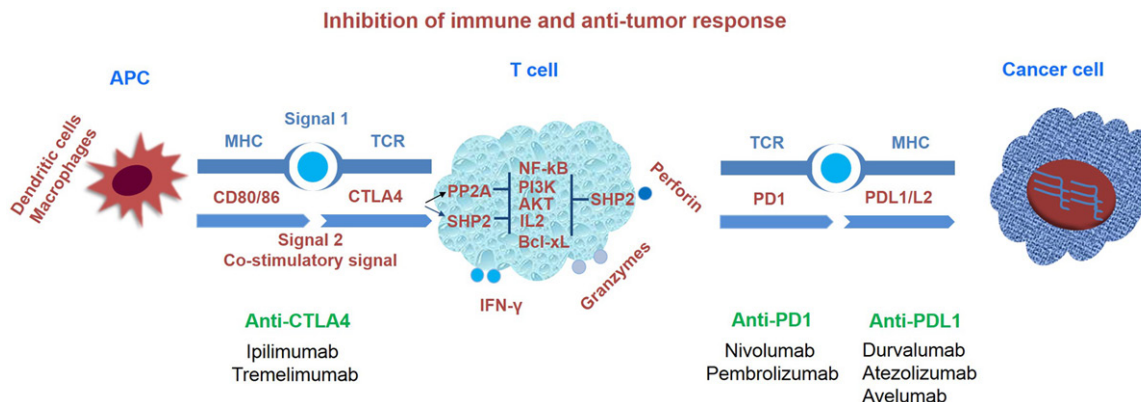 Inhibition of immune and anti-tumor response
APC
T cell
Cancer cell
Dendritic cells
Macrophages
Signal 1
MHC
TCR
CD80/86
CTLA4
Signal 2
Co-stimulatory signal
PP2A
SHP2
NF-kB
PI3K
AKT
IL2
Bcl-xL
SHP2
Perforin
Granzymes
IFN-γ
TCR
MHC
PD1
PDL1/L2
Anti-CTLA4
Ipilimumab
Tremelimumab
Anti-PD1
Nivolumab
Pembrolizumab
Anti-PDL1
Durvalumab
Atezolizumab
Avelumab